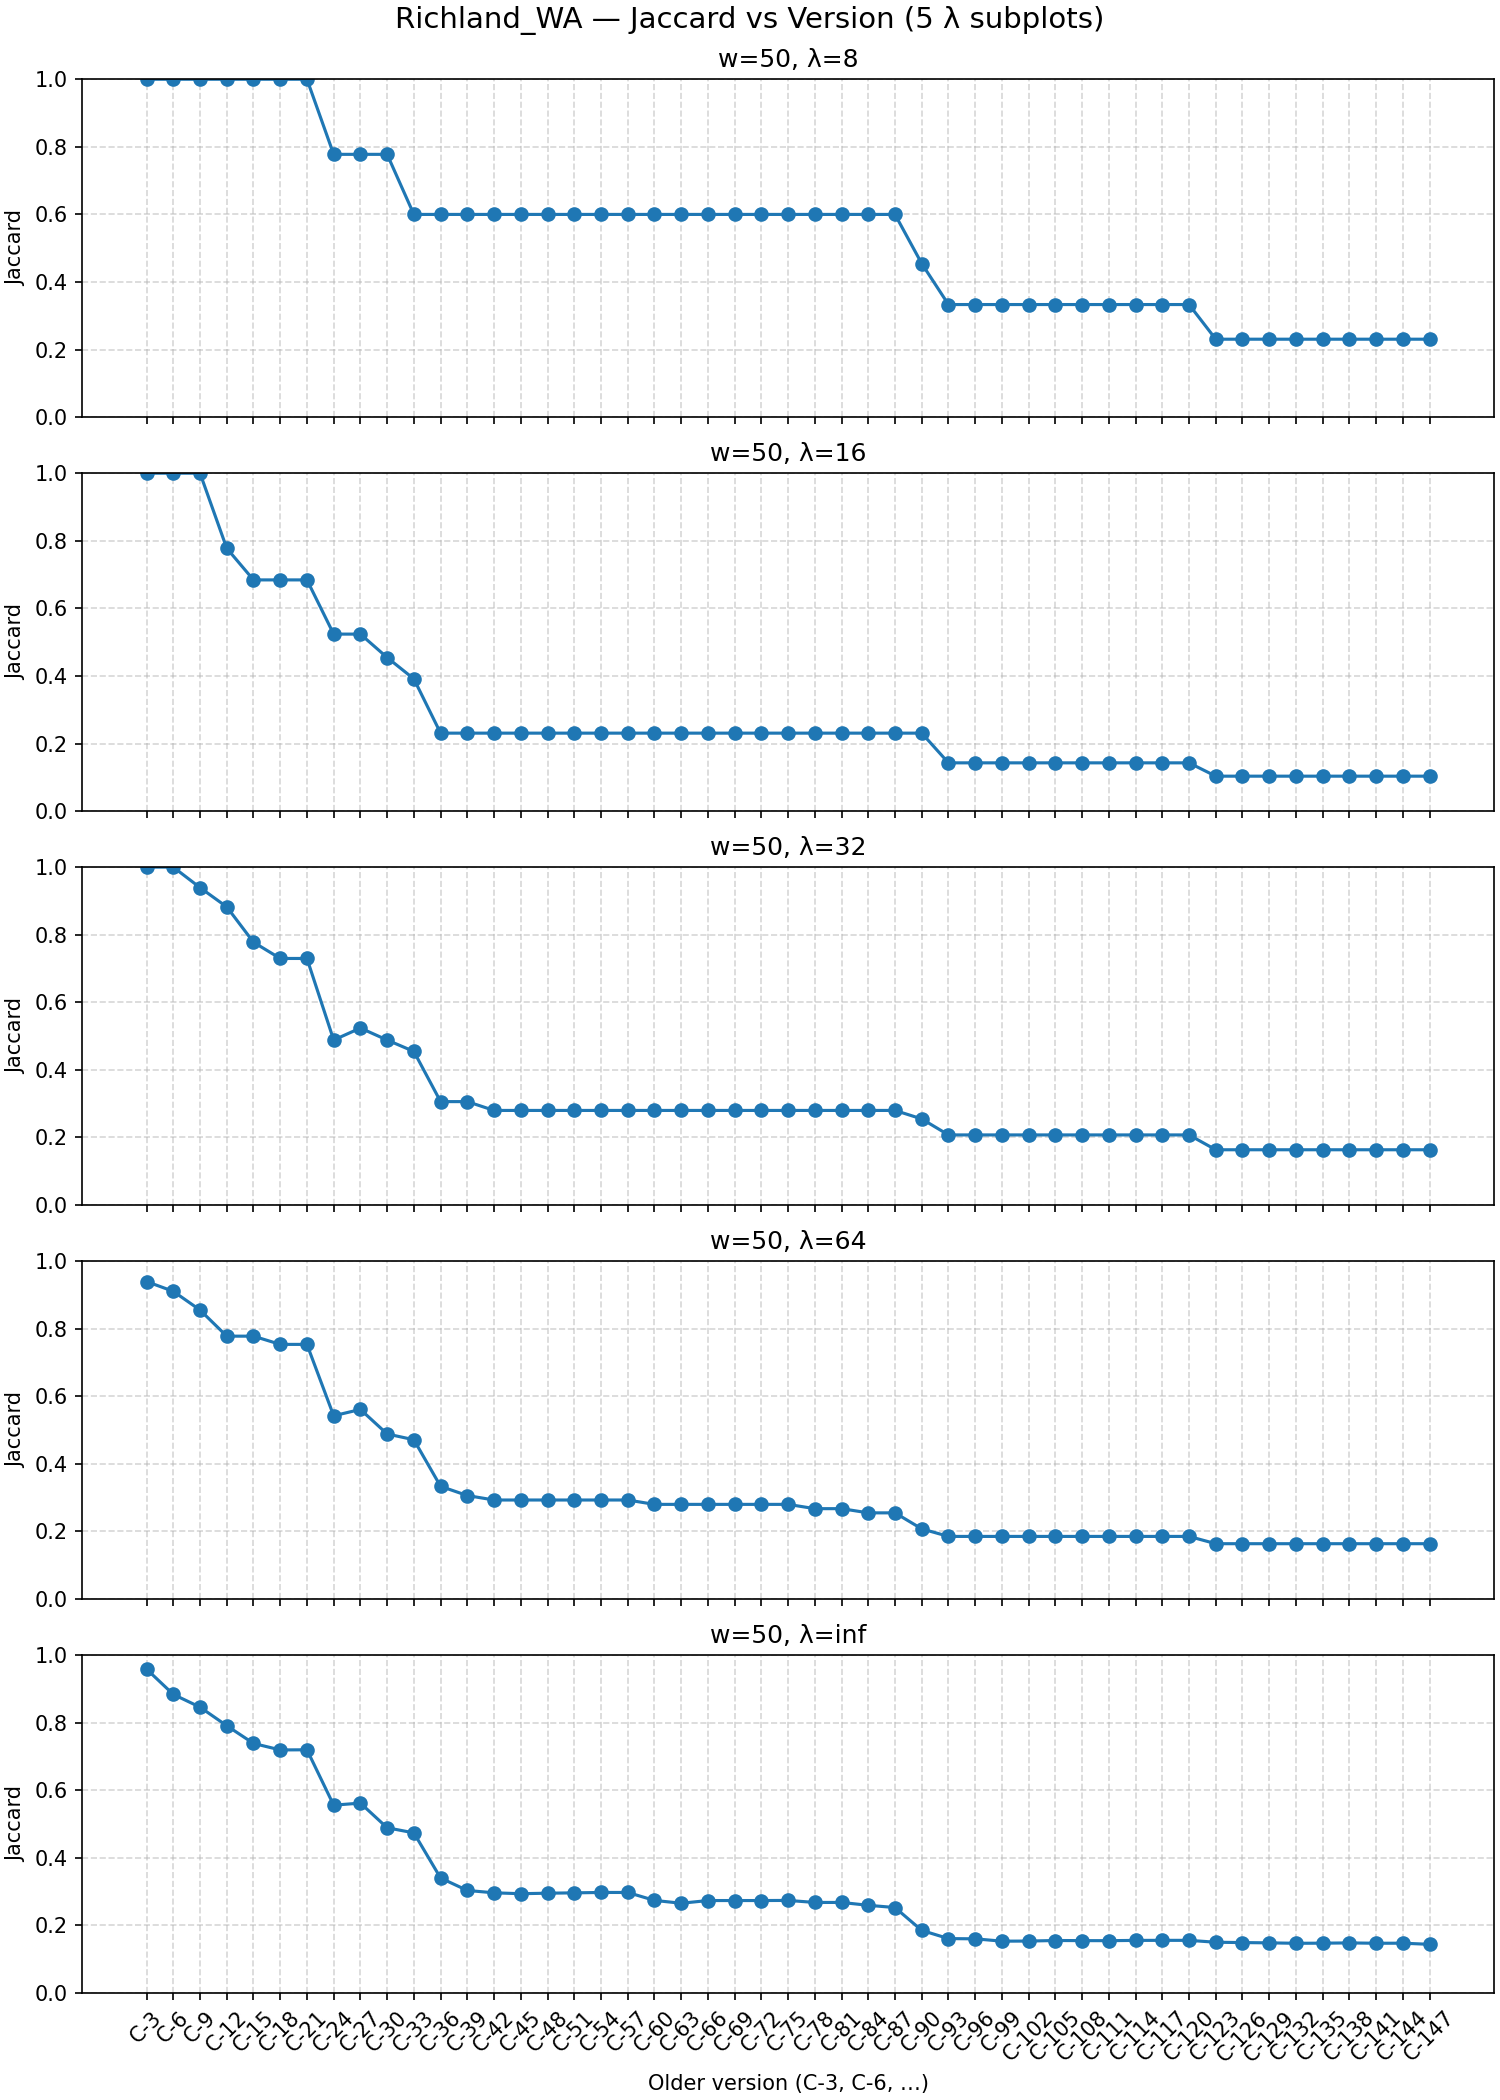 Richland_WA — Jaccard vs Version (5 λ subplots)
w=50, λ=8
1.0
0.8
0.6
0.4
0.2
0.0
Jaccard
w=50, λ=16
1.0
0.8
0.6
0.4
0.2
0.0
Jaccard
w=50, λ=32
1.0
0.8
0.6
0.4
0.2
0.0
Jaccard
w=50, λ=64
1.0
0.8
0.6
0.4
0.2
0.0
Jaccard
w=50, λ=inf
1.0
0.8
0.6
0.4
0.2
0.0
Jaccard
C-3
C-6
C-9
C-12
C-15
C-18
C-21
C-24
C-27
C-30
C-33
C-36
C-39
C-42
C-45
C-48
C-51
C-54
C-57
C-60
C-63
C-66
C-69
C-72
C-75
C-78
C-81
C-84
C-87
C-90
C-93
C-96
C-99
C-102
C-105
C-108
C-111
C-114
C-117
C-120
C-123
C-126
C-129
C-132
C-135
C-138
C-141
C-144
C-147
Older version (C-3, C-6, ...)